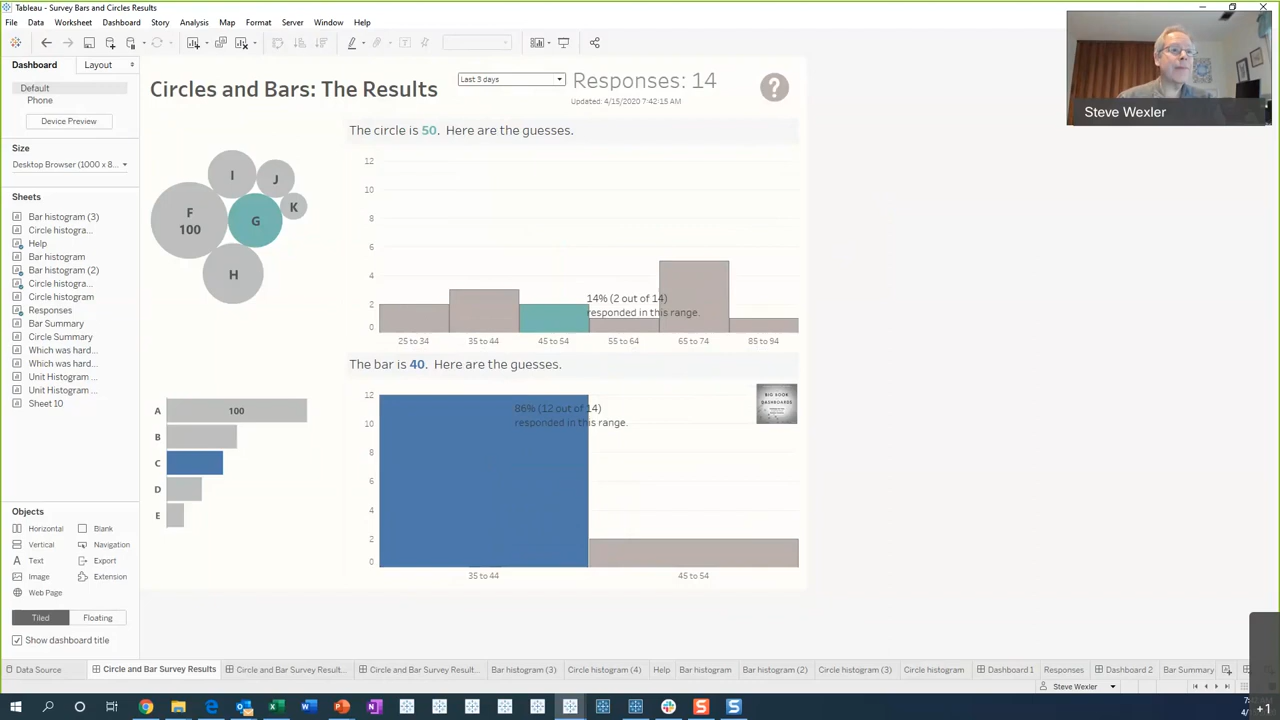 Tableau - Survey Bars and Circles Results
File Data Worksheet Dashboard Story Analysis Map Format Server Window Help
Dashboard Layout
Default
Phone
Device Preview
Size
Desktop Browser (1000 x 8...
Sheets
Bar histogram (3)
Circle histogra...
Help
Bar histogram
Bar histogram (2)
Circle histogra...
Circle histogram
Responses
Bar Summary
Circle Summary
Which was hard...
Which was hard...
Unit Histogram ...
Unit Histogram ...
Sheet 10
Objects
Horizontal Blank
Vertical Navigation
Text Export
Image Extension
Web Page
Tiled Floating
Show dashboard title
Circles and Bars: The Results
Last 3 days
Responses: 14
Updated: 4/15/2020 7:42:15 AM
?
The circle is 50. Here are the guesses.
I
J
K
F
100
G
H
12
10
8
6
4
2
0
14% (2 out of 14)
responded in this range.
25 to 34 35 to 44 45 to 54 55 to 64 65 to 74 85 to 94
The bar is 40. Here are the guesses.
A 100
B
C
D
E
12
10
8
6
4
2
0
86% (12 out of 14)
responded in this range.
BIG BOOK
DASHBOARDS
35 to 44 45 to 54
Steve Wexler
Data Source Circle and Bar Survey Results Circle and Bar Survey Result... Circle and Bar Survey Result... Bar histogram (3) Circle histogram (4) Help Bar histogram Bar histogram (2) Circle histogram (3) Circle histogram Dashboard 1 Responses Dashboard 2 Bar Summary
Steve Wexler
+1